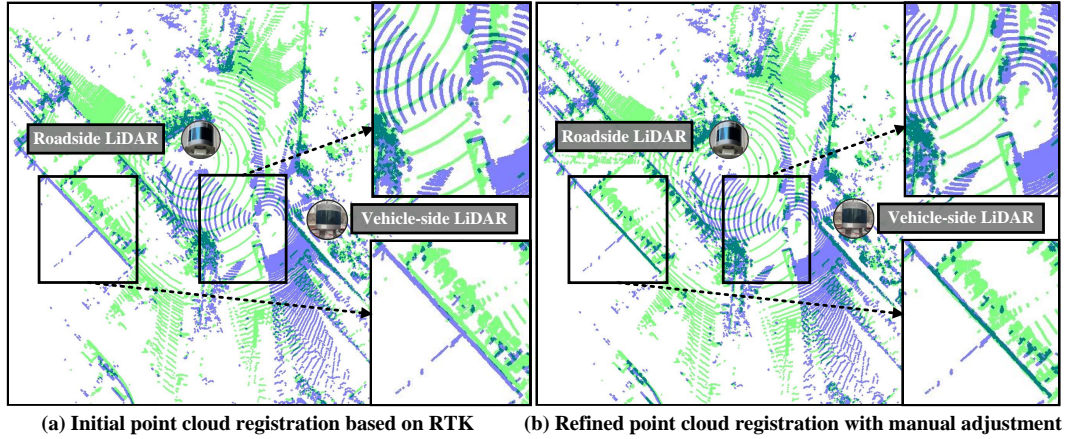 Roadside LiDAR
Vehicle-side LiDAR
Roadside LiDAR
Vehicle-side LiDAR
(a) Initial point cloud registration based on RTK
(b) Refined point cloud registration with manual adjustment